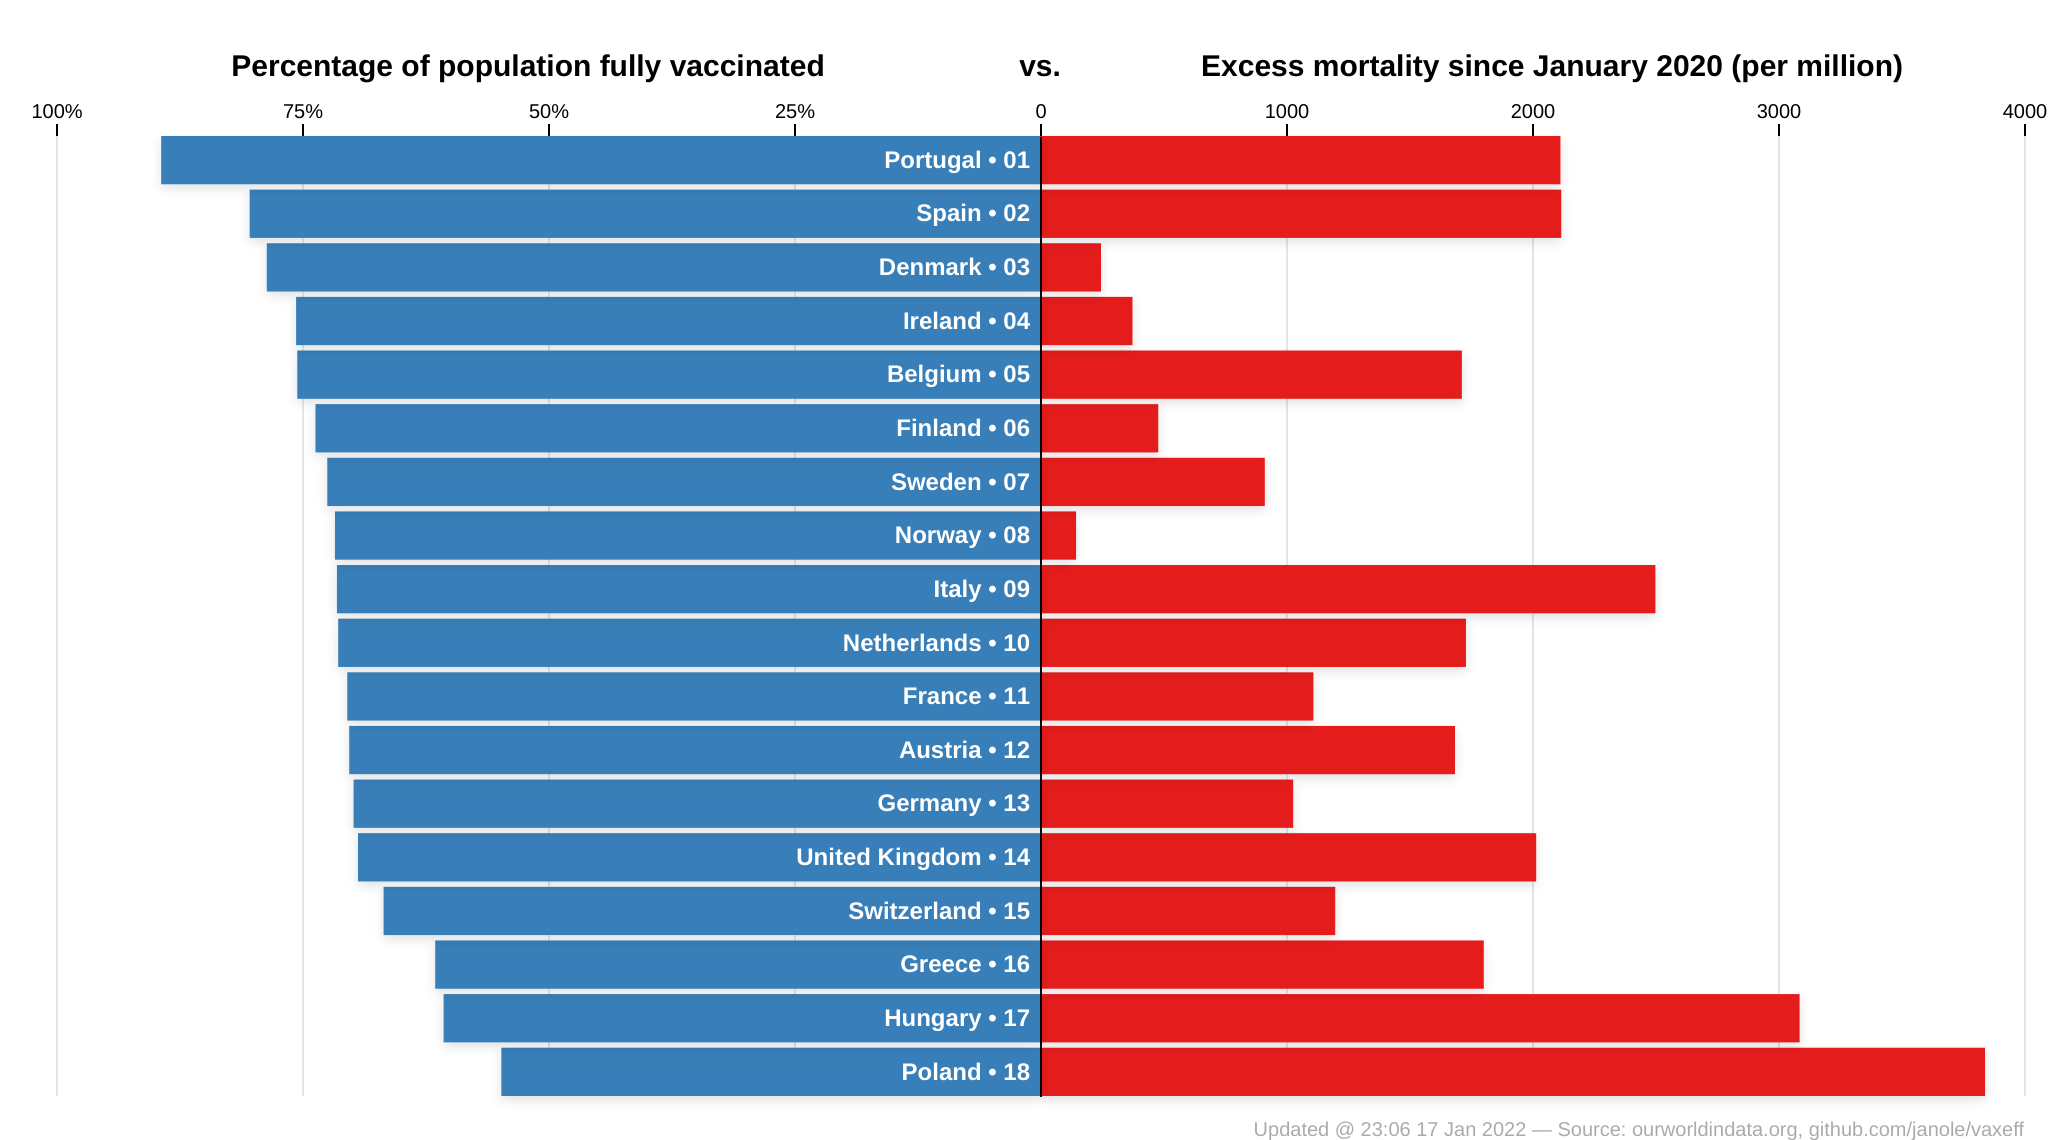 Percentage of population fully vaccinated vs. Excess mortality since January 2020 (per million)
100% 75% 50% 25% 0 1000 2000 3000 4000
Portugal • 01
Spain • 02
Denmark • 03
Ireland • 04
Belgium • 05
Finland • 06
Sweden • 07
Norway • 08
Italy • 09
Netherlands • 10
France • 11
Austria • 12
Germany • 13
United Kingdom • 14
Switzerland • 15
Greece • 16
Hungary • 17
Poland • 18
Updated @ 23:06 17 Jan 2022 — Source: ourworldindata.org, github.com/janole/vaxeff